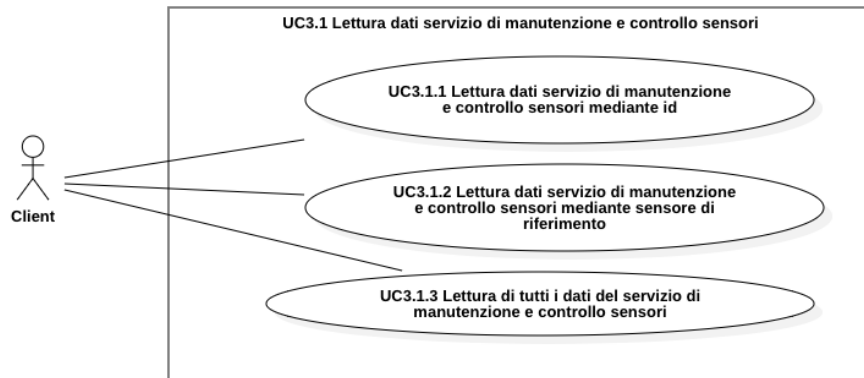 UC3.1 Lettura dati servizio di manutenzione e controllo sensori
UC3.1.1 Lettura dati servizio di manutenzione
e controllo sensori mediante id
Client
UC3.1.2 Lettura dati servizio di manutenzione
e controllo sensori mediante sensore di
riferimento
UC3.1.3 Lettura di tutti i dati del servizio di
manutenzione e controllo sensori